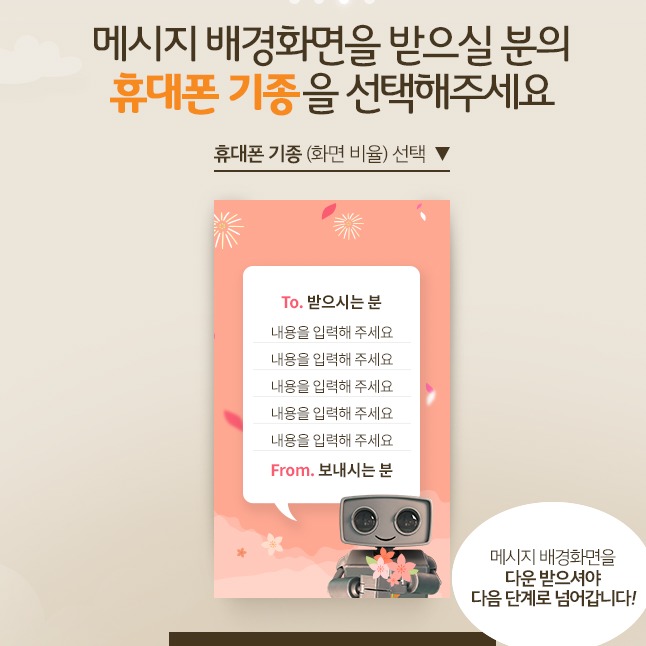 메시지 배경화면을 받으실 분의
휴대폰 기종을 선택해주세요
휴대폰 기종 (화면 비율) 선택 ▼
To. 받으시는 분
내용을 입력해 주세요
내용을 입력해 주세요
내용을 입력해 주세요
내용을 입력해 주세요
내용을 입력해 주세요
From. 보내시는 분
메시지 배경화면을
다운 받으셔야
다음 단계로 넘어갑니다!